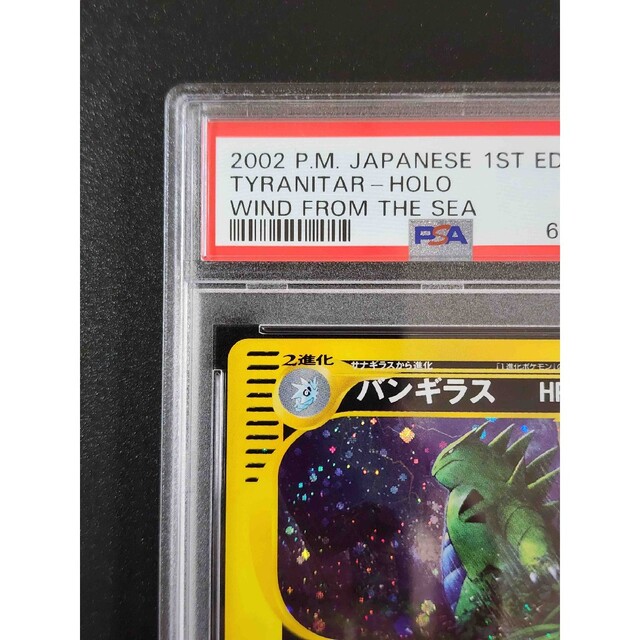 2002 P.M. JAPANESE 1ST ED
TYRANITAR - HOLO
WIND FROM THE SEA
6
PSA
2進化
サナギラスから進化
バンギラス HP